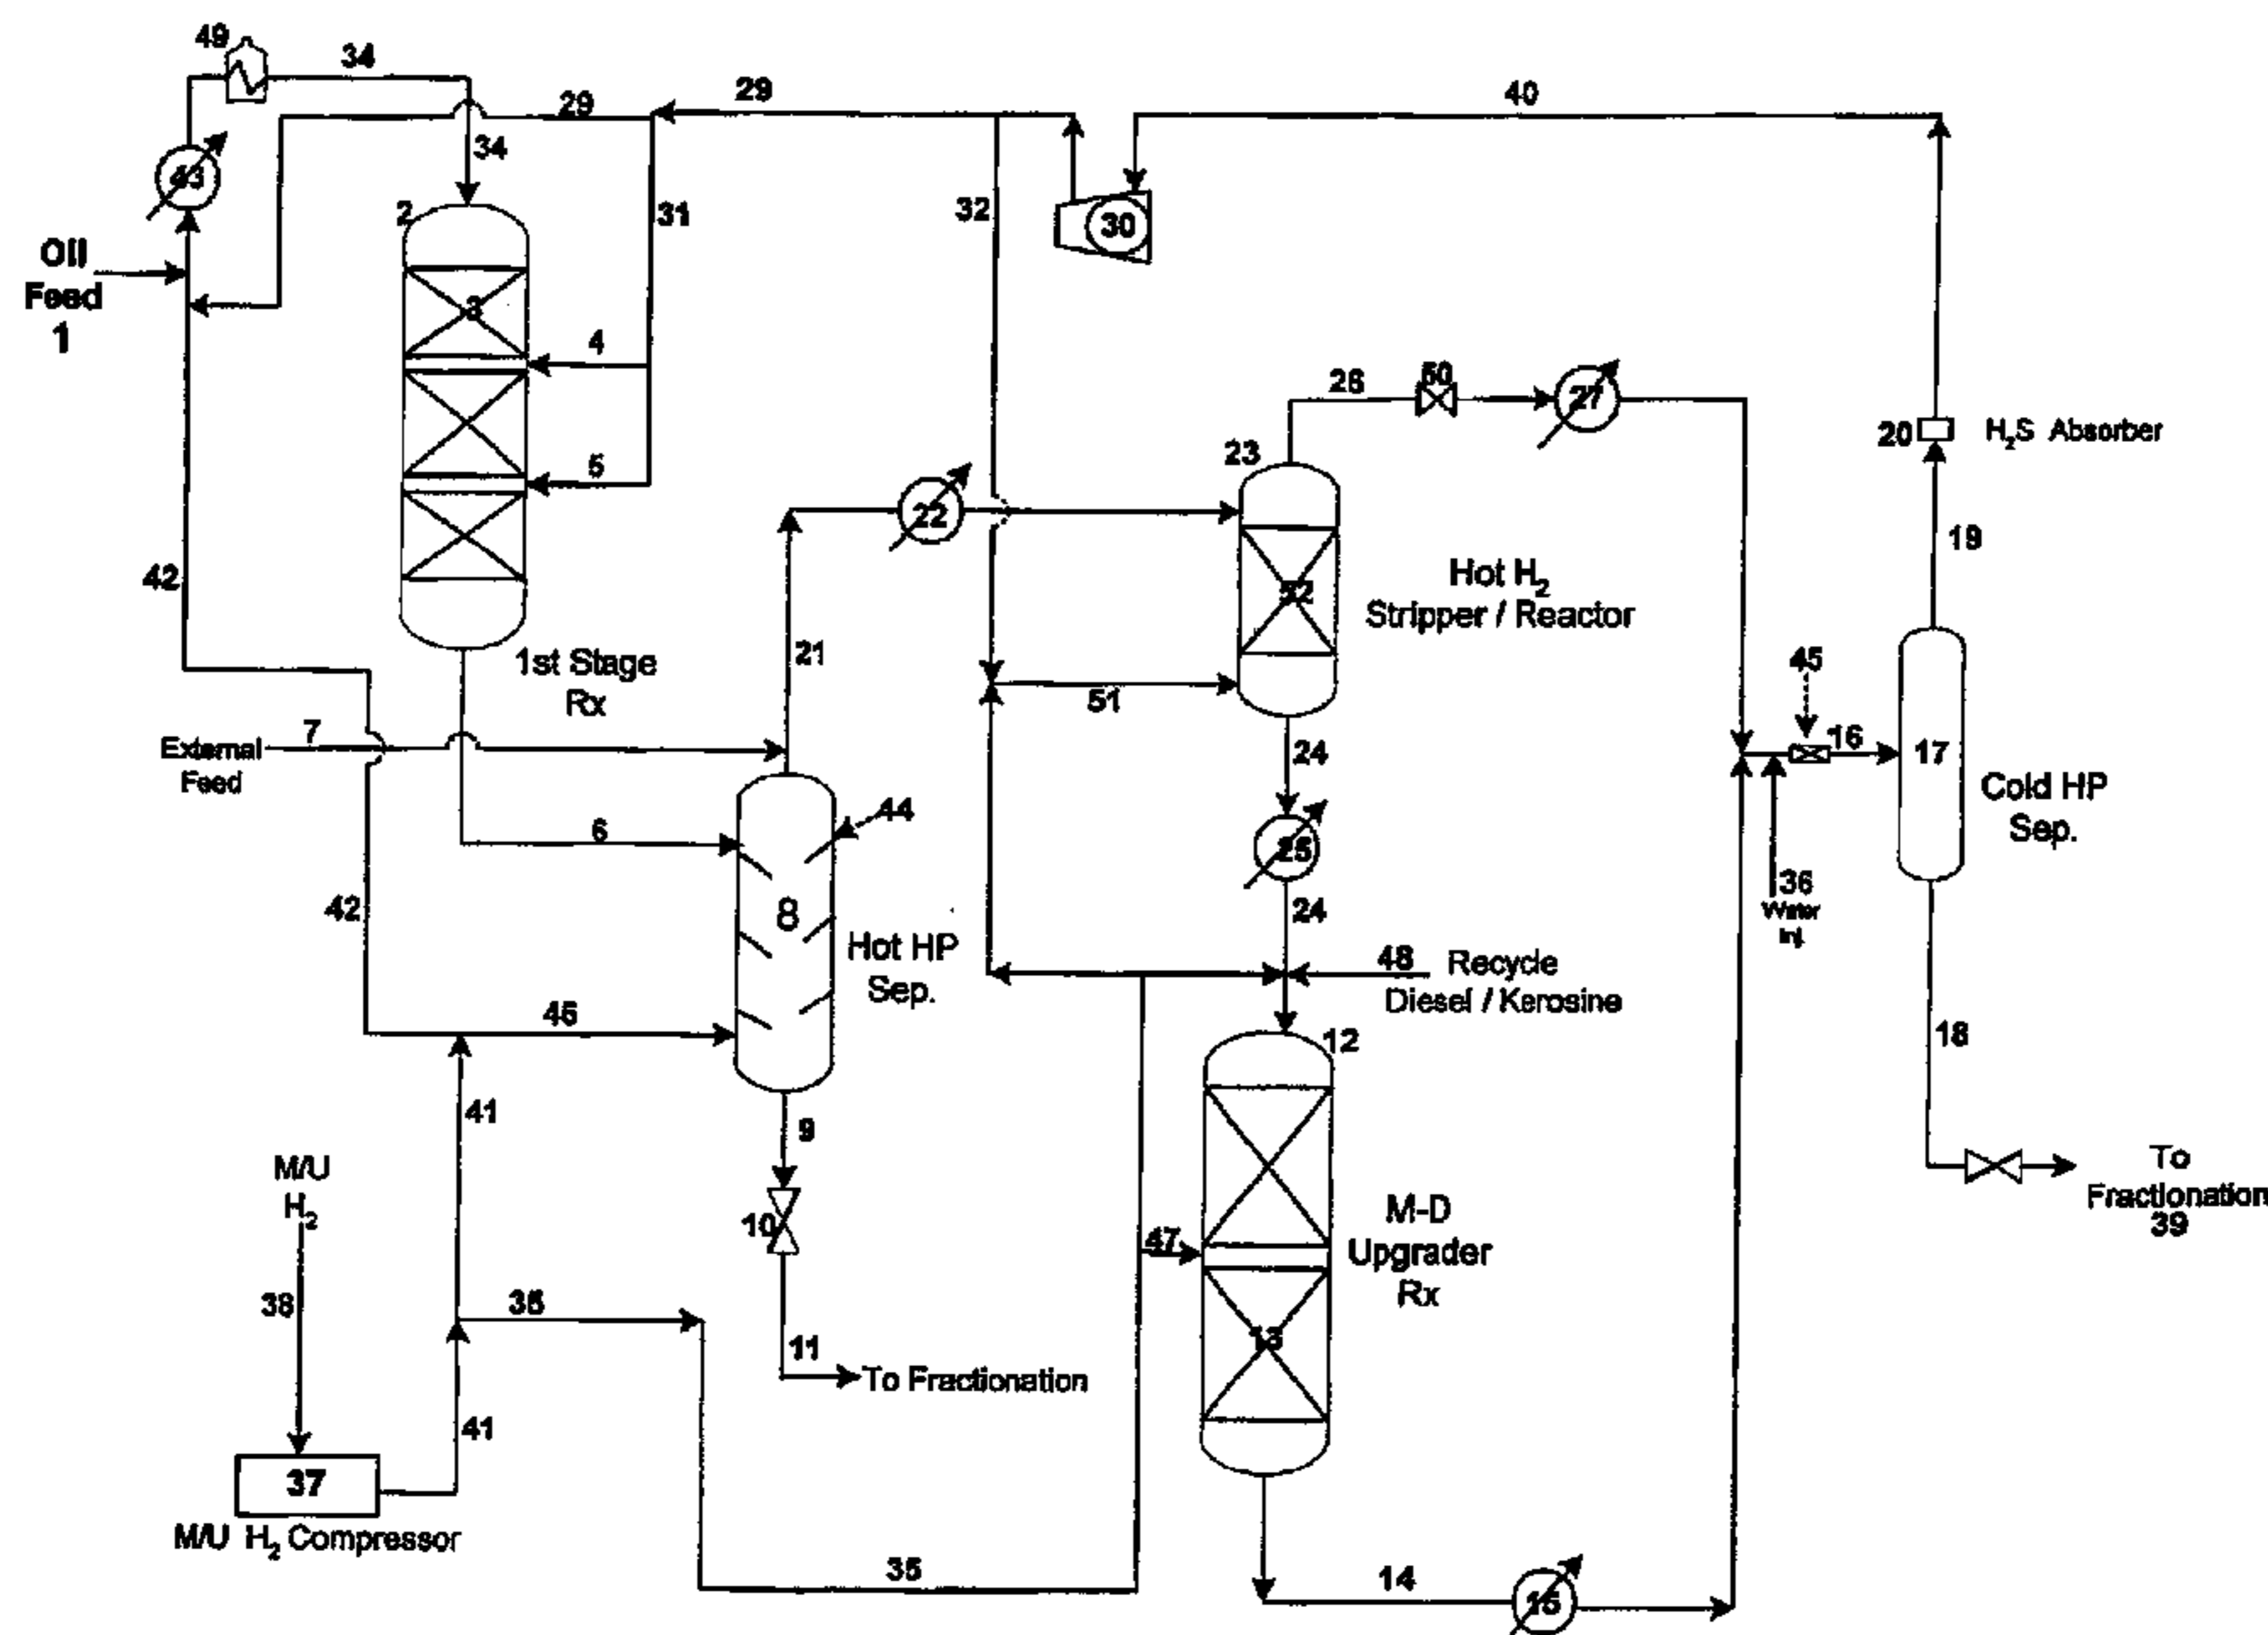 49
34
29
29
40
43
34
2
31
32
30
Oil
Feed
1
3
4
26
50
27
20
H₂S Absorber
5
23
22
19
42
Hot H₂
Stripper / Reactor
21
1st Stage
Rx
45
51
7
External
Feed
24
16
17
Cold HP
Sep.
44
6
25
36
Water
Inj.
42
8
24
Hot HP
Sep.
48
Recycle
Diesel / Kerosine
46
12
18
41
9
M/U
H₂
To
Fractionation
39
10
M-D
Upgrader
Rx
47
38
35
13
11
To Fractionation
41
37
M/U H₂ Compressor
35
14
15